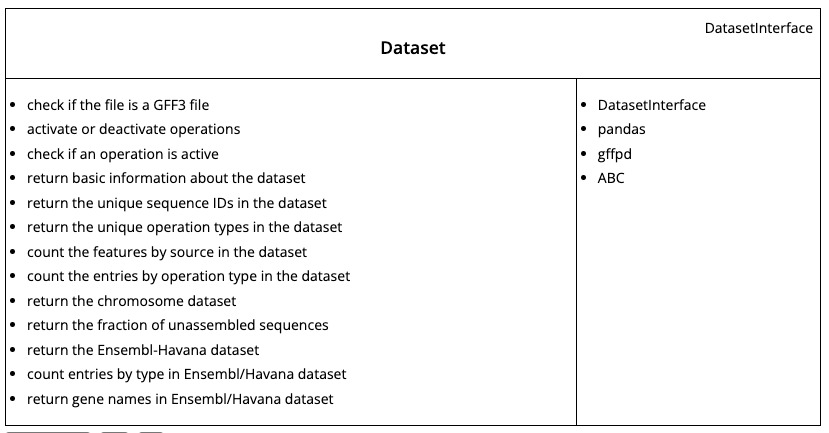 DatasetInterface
Dataset
• check if the file is a GFF3 file
• activate or deactivate operations
• check if an operation is active
• return basic information about the dataset
• return the unique sequence IDs in the dataset
• return the unique operation types in the dataset
• count the features by source in the dataset
• count the entries by operation type in the dataset
• return the chromosome dataset
• return the fraction of unassembled sequences
• return the Ensembl-Havana dataset
• count entries by type in Ensembl/Havana dataset
• return gene names in Ensembl/Havana dataset
• DatasetInterface
• pandas
• gffpd
• ABC